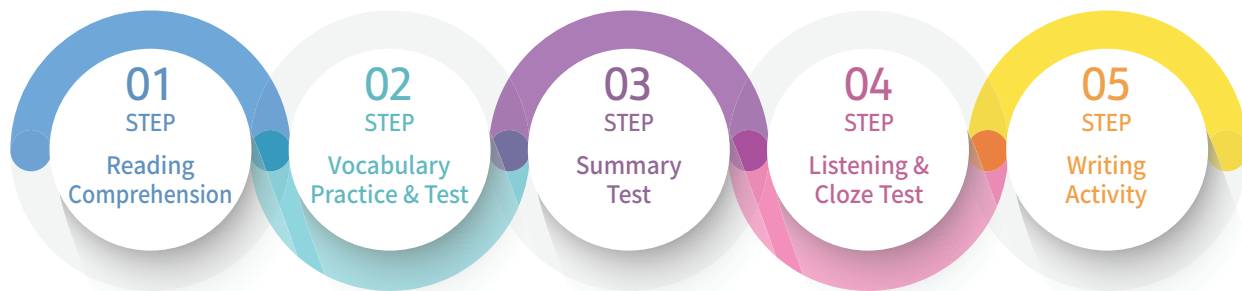 01
STEP
Reading
Comprehension
02
STEP
Vocabulary
Practice & Test
03
STEP
Summary
Test
04
STEP
Listening &
Cloze Test
05
STEP
Writing
Activity